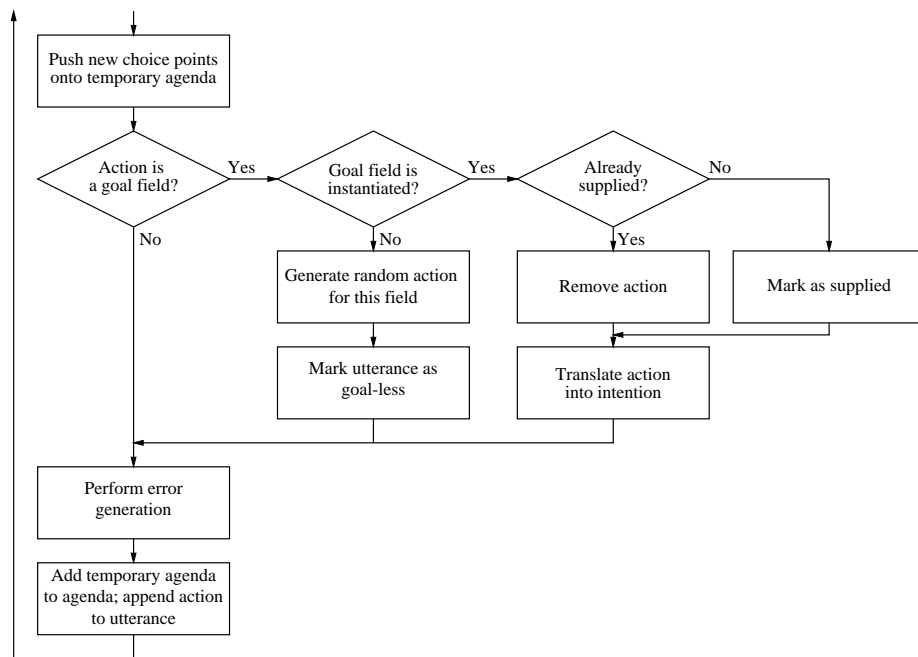 Push new choice points
onto temporary agenda
Action is
a goal field?
Yes
Goal field is
instantiated?
Yes
Already
supplied?
No
No
No
Yes
Generate random action
for this field
Remove action
Mark as supplied
Mark utterance as
goal-less
Translate action
into intention
Perform error
generation
Add temporary agenda
to agenda; append action
to utterance